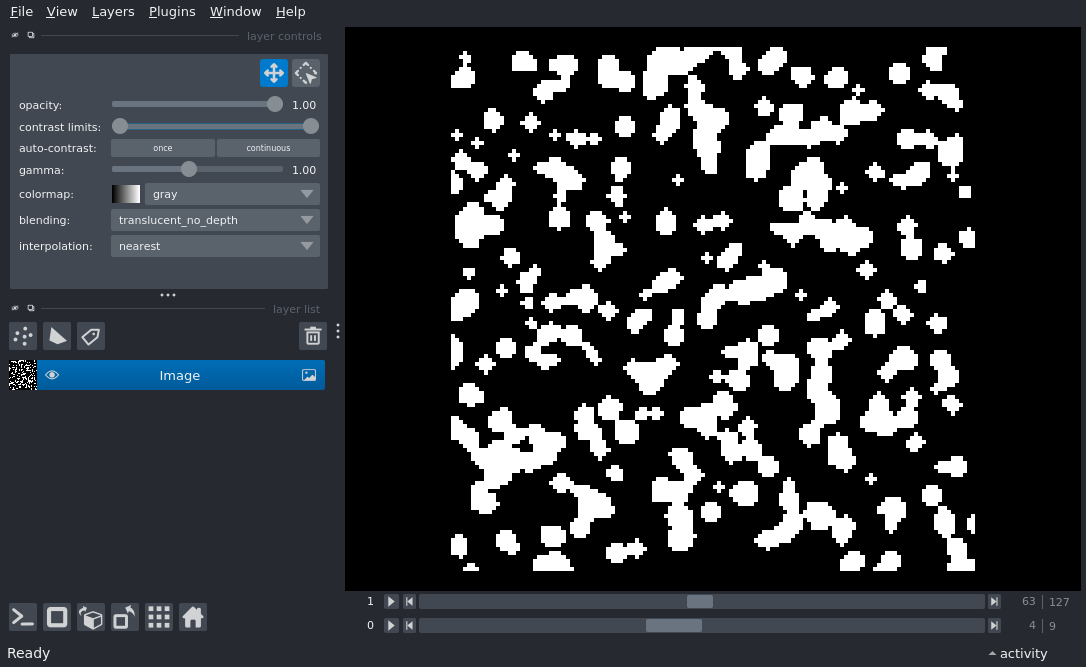 File View Layers Plugins Window Help
layer controls
opacity: 1.00
contrast limits:
auto-contrast: once continuous
gamma: 1.00
colormap: gray
blending: translucent_no_depth
interpolation: nearest
layer list
Image
1 63 127
0 4 9
Ready activity